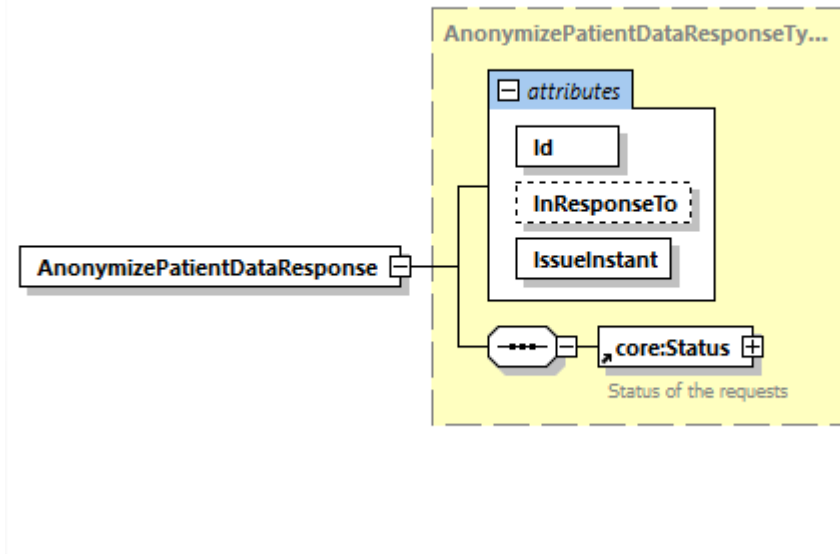 AnonymizePatientDataResponseTy...
attributes
Id
InResponseTo
IssueInstant
AnonymizePatientDataResponse
core:Status
Status of the requests